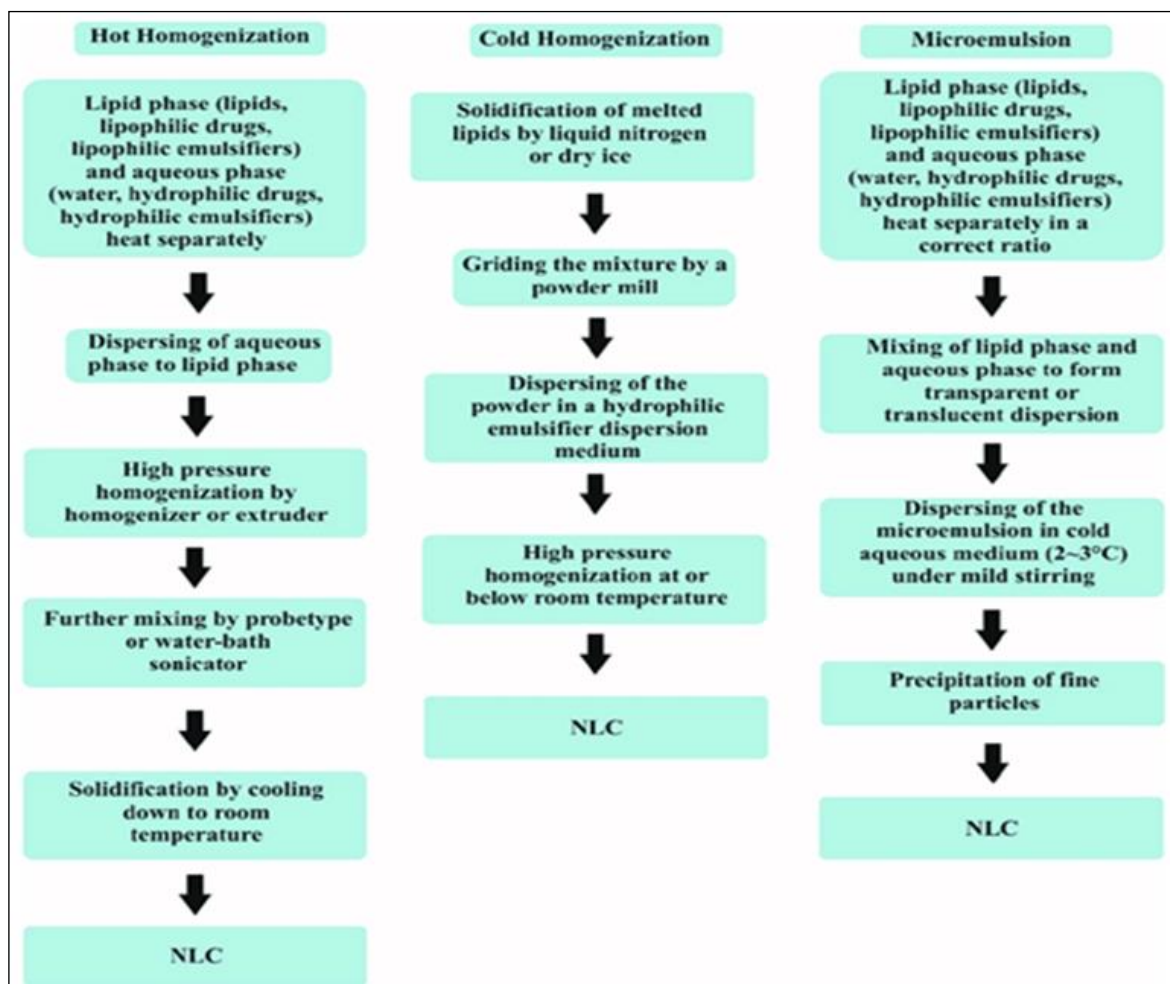 Hot Homogenization
Lipid phase (lipids,
lipophilic drugs,
lipophilic emulsifiers)
and aqueous phase
(water, hydrophilic drugs,
hydrophilic emulsifiers)
heat separately
Dispersing of aqueous
phase to lipid phase
High pressure
homogenization by
homogenizer or extruder
Further mixing by probetype
or water-bath
sonicator
Solidification by cooling
down to room
temperature
NLC
Cold Homogenization
Solidification of melted
lipids by liquid nitrogen
or dry ice
Griding the mixture by a
powder mill
Dispersing of the
powder in a hydrophilic
emulsifier dispersion
medium
High pressure
homogenization at or
below room temperature
NLC
Microemulsion
Lipid phase (lipids,
lipophilic drugs,
lipophilic emulsifiers)
and aqueous phase
(water, hydrophilic drugs,
hydrophilic emulsifiers)
heat separately in a
correct ratio
Mixing of lipid phase and
aqueous phase to form
transparent or
translucent dispersion
Dispersing of the
microemulsion in cold
aqueous medium (2~3°C)
under mild stirring
Precipitation of fine
particles
NLC